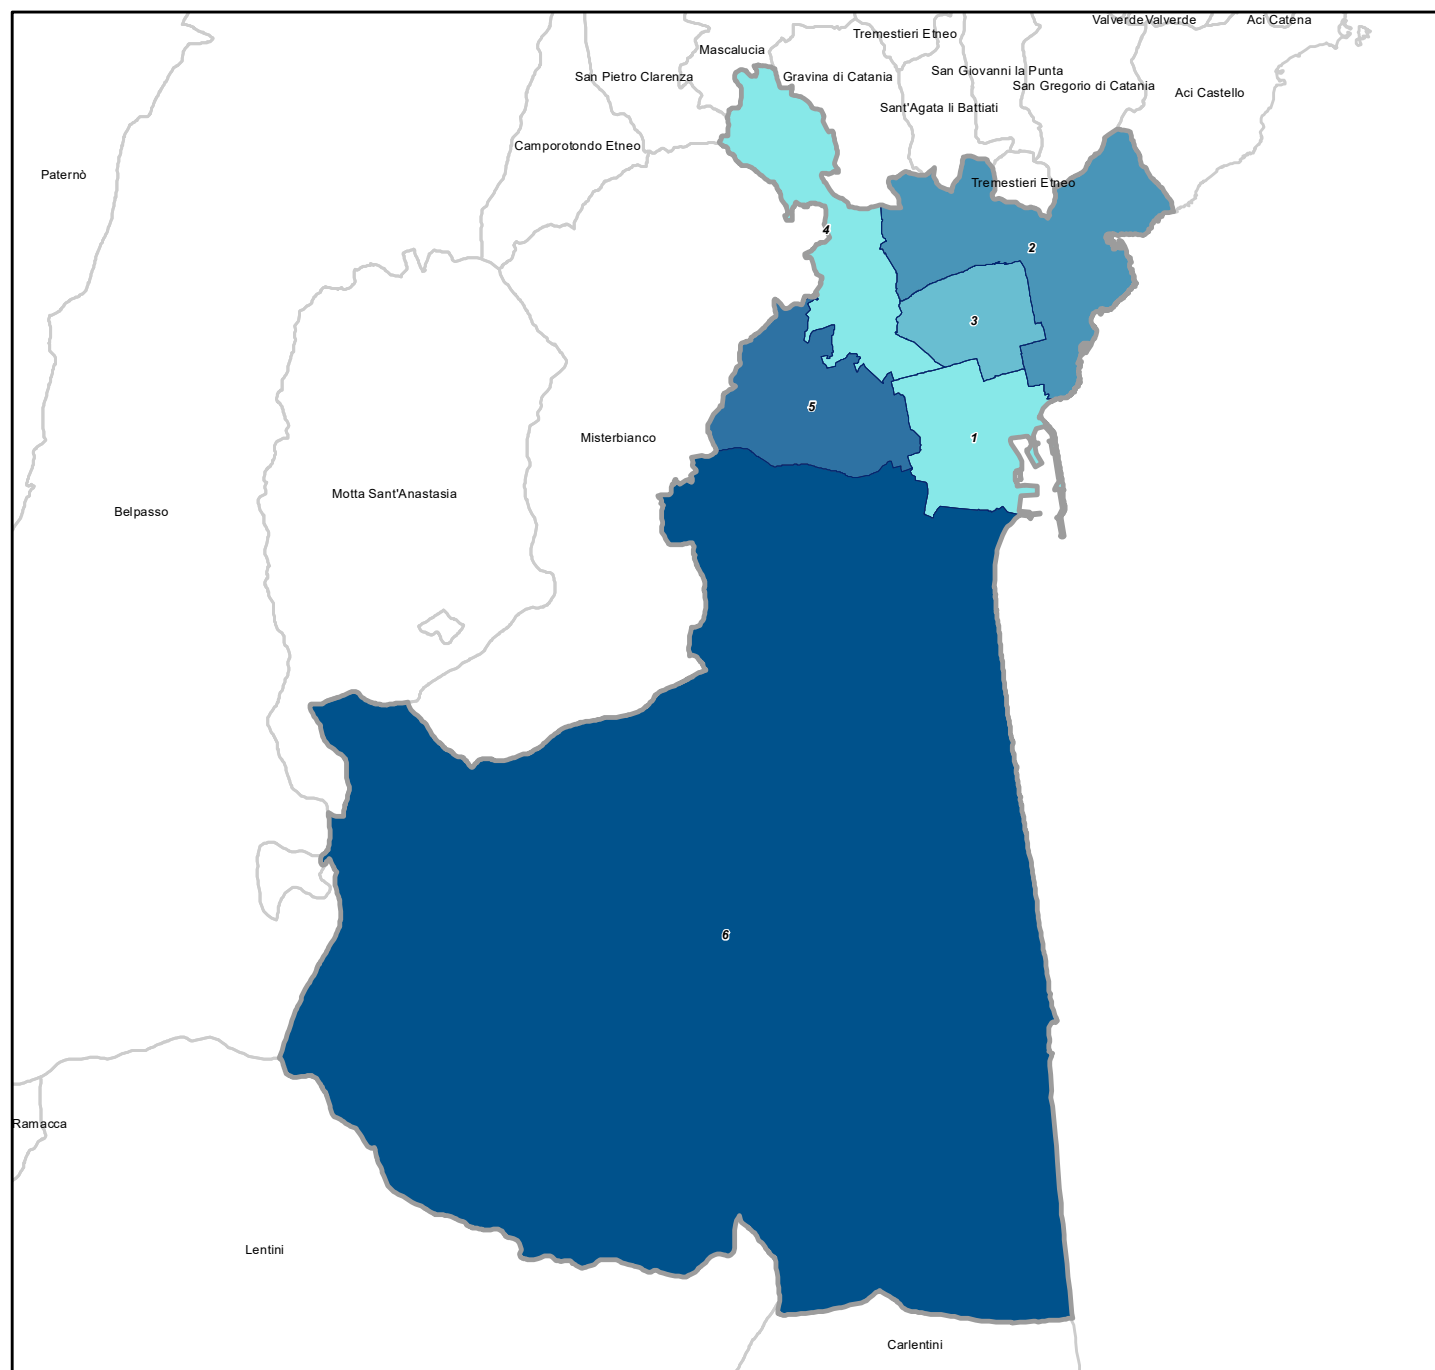 ValverdeValverde
Aci Catena
Tremestieri Etneo
Mascalucia
San Pietro Clarenza
Gravina di Catania
San Giovanni la Punta
San Gregorio di Catania
Aci Castello
Sant'Agata li Battiati
Camporotondo Etneo
Paternò
Tremestieri Etneo
4
2
3
5
Misterbianco
1
Motta Sant'Anastasia
Belpasso
6
Ramacca
Lentini
Carlentini